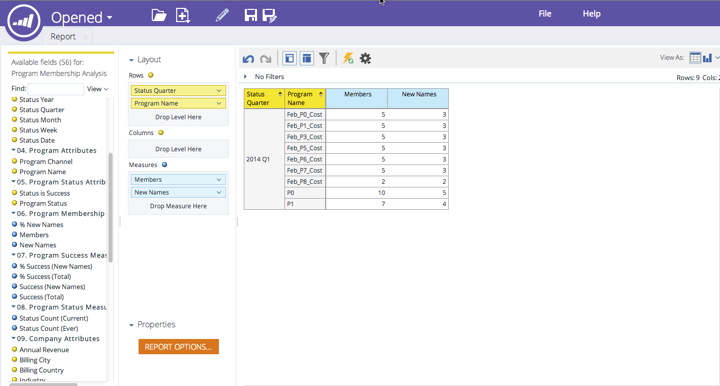 Opened
File
Help
Report
Available fields (56) for:
Program Membership Analysis
Find:
View
Status Year
Status Quarter
Status Month
Status Week
Status Date
04. Program Attributes
Program Channel
Program Name
05. Program Status Attrib
Status is Success
Program Status
06. Program Membership
% New Names
Members
New Names
07. Program Success Meas
% Success (New Names)
% Success (Total)
Success (New Names)
Success (Total)
08. Program Status Measu
Status Count (Current)
Status Count (Ever)
09. Company Attributes
Annual Revenue
Billing City
Billing Country
Industry
Layout
Rows
Status Quarter
Program Name
Drop Level Here
Columns
Drop Level Here
Measures
Members
New Names
Drop Measure Here
Properties
REPORT OPTIONS...
View As:
No Filters
Rows: 9 Cols: 2
Status Quarter Program Name Members New Names
2014 Q1
Feb_P0_Cost 5 3
Feb_P1_Cost 5 3
Feb_P3_Cost 5 3
Feb_P5_Cost 5 3
Feb_P6_Cost 5 3
Feb_P7_Cost 5 3
Feb_P8_Cost 2 2
P0 10 5
P1 7 4